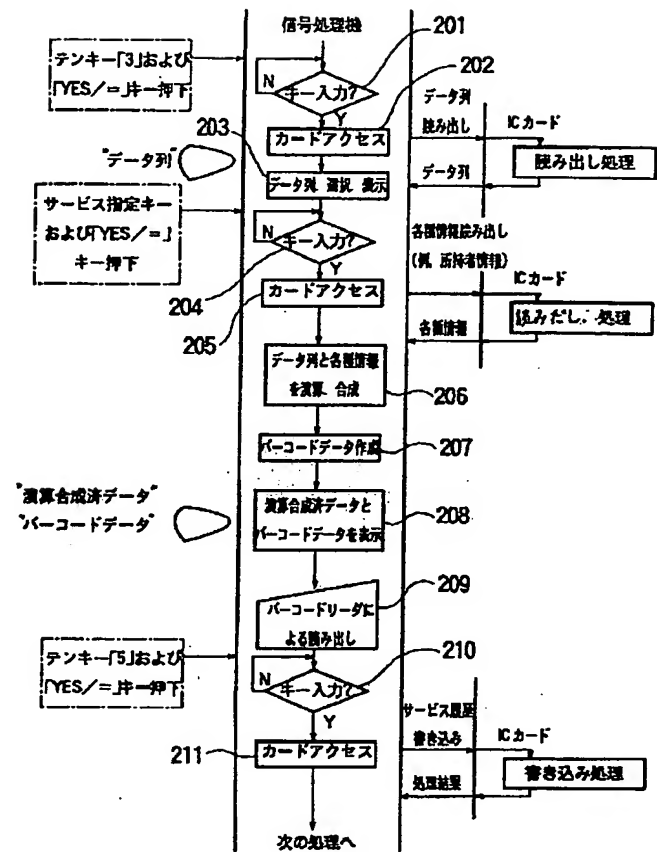 信号処理機
201
テンキー「3」および
「YES/=」キー押下
N
キー入力?
202
Y
データ列
カードアクセス
読み出し
ICカード
203
"データ列"
読み出し処理
データ列、選択、表示
データ列
サービス指定キー
および「YES/=」
キー押下
N
キー入力?
各種情報読み出し
(例、所持者情報)
Y
204
カードアクセス
ICカード
205
読みだし、処理
各種情報
データ列と各種情報
を演算、合成
206
207
バーコードデータ作成
"演算合成済データ"
"バーコードデータ"
演算合成済データと
バーコードデータを表示
208
209
バーコードリーダに
よる読み出し
テンキー「5」および
「YES/=」キー押下
210
N
キー入力?
Y
サービス履歴
書き込み
ICカード
211
カードアクセス
書き込み処理
処理結果
次の処理へ